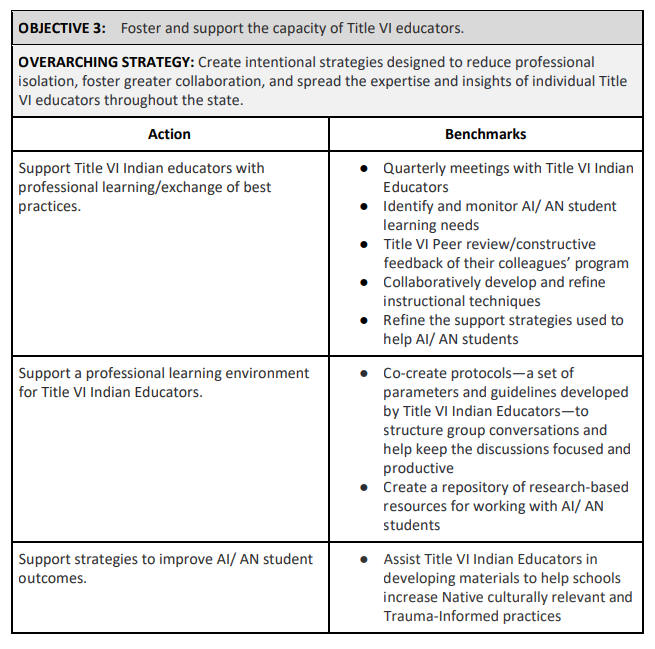 OBJECTIVE 3: Foster and support the capacity of Title VI educators.
OVERARCHING STRATEGY: Create intentional strategies designed to reduce professional
isolation, foster greater collaboration, and spread the expertise and insights of individual Title
VI educators throughout the state.
Action
Benchmarks
Support Title VI Indian educators with
professional learning/exchange of best
practices.
● Quarterly meetings with Title VI Indian
Educators
● Identify and monitor AI/ AN student
learning needs
● Title VI Peer review/constructive
feedback of their colleagues’ program
● Collaboratively develop and refine
instructional techniques
● Refine the support strategies used to
help AI/ AN students
Support a professional learning environment
for Title VI Indian Educators.
● Co-create protocols—a set of
parameters and guidelines developed
by Title VI Indian Educators—to
structure group conversations and
help keep the discussions focused and
productive
● Create a repository of research-based
resources for working with AI/ AN
students
Support strategies to improve AI/ AN student
outcomes.
● Assist Title VI Indian Educators in
developing materials to help schools
increase Native culturally relevant and
Trauma-Informed practices